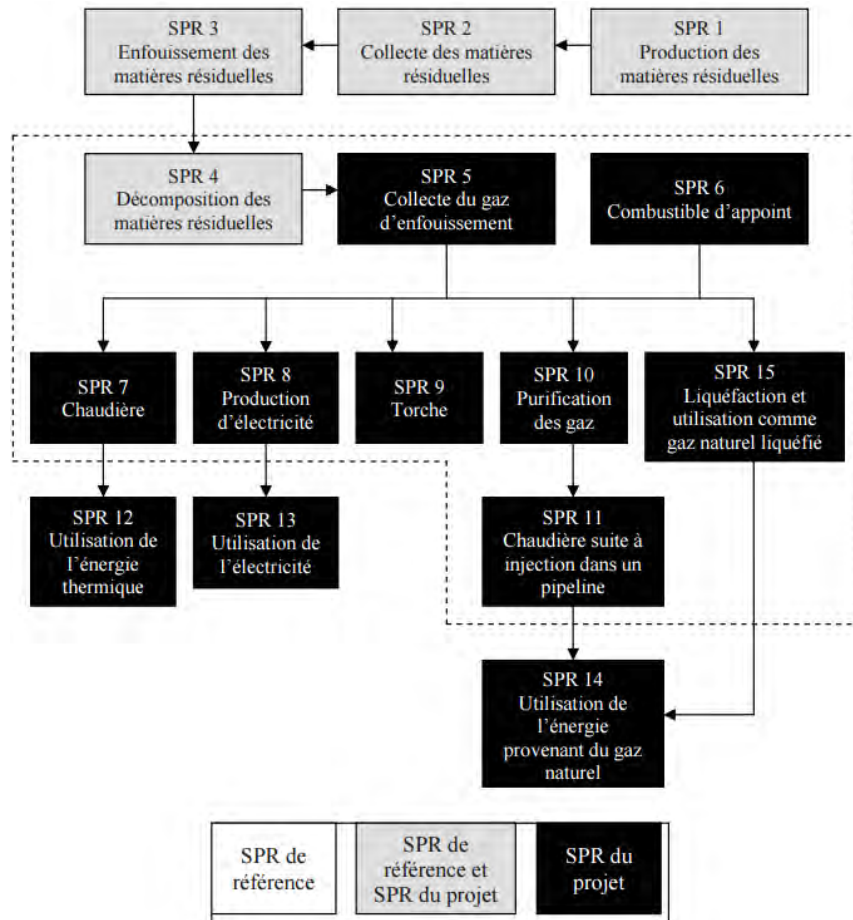 SPR 3
Enfouissement des
matières résiduelles
SPR 2
Collecte des matières
résiduelles
SPR 1
Production des
matières résiduelles
SPR 4
Décomposition des
matières résiduelles
SPR 5
Collecte du gaz
d'enfouissement
SPR 6
Combustible d'appoint
SPR 7
Chaudière
SPR 8
Production
d'électricité
SPR 9
Torche
SPR 10
Purification
des gaz
SPR 15
Liquéfaction et
utilisation comme
gaz naturel liquéfié
SPR 12
Utilisation de
l'énergie
thermique
SPR 13
Utilisation de
l'électricité
SPR 11
Chaudière suite à
injection dans un
pipeline
SPR 14
Utilisation de
l'énergie
provenant du gaz
naturel
SPR de
référence
SPR de
référence et
SPR du projet
SPR du
projet